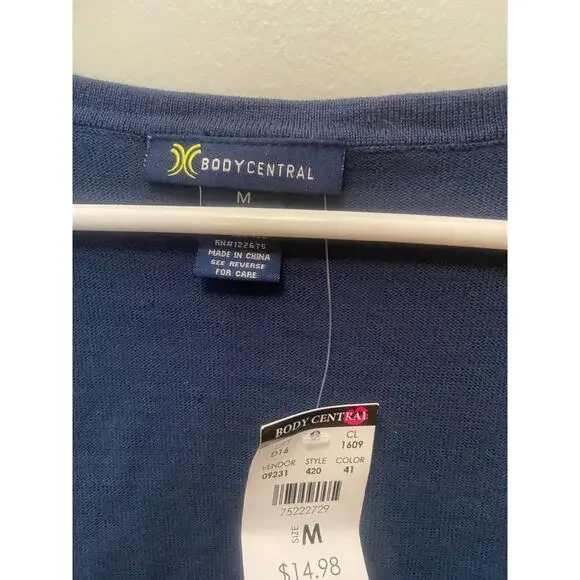 BODYCENTRAL
M
RN#122675
MADE IN CHINA
SEE REVERSE
FOR CARE
BODY CENTRAL
D16 CL
1609
VENDOR STYLE COLOR
09231 420 41
75222729
SIZE M
$14.98